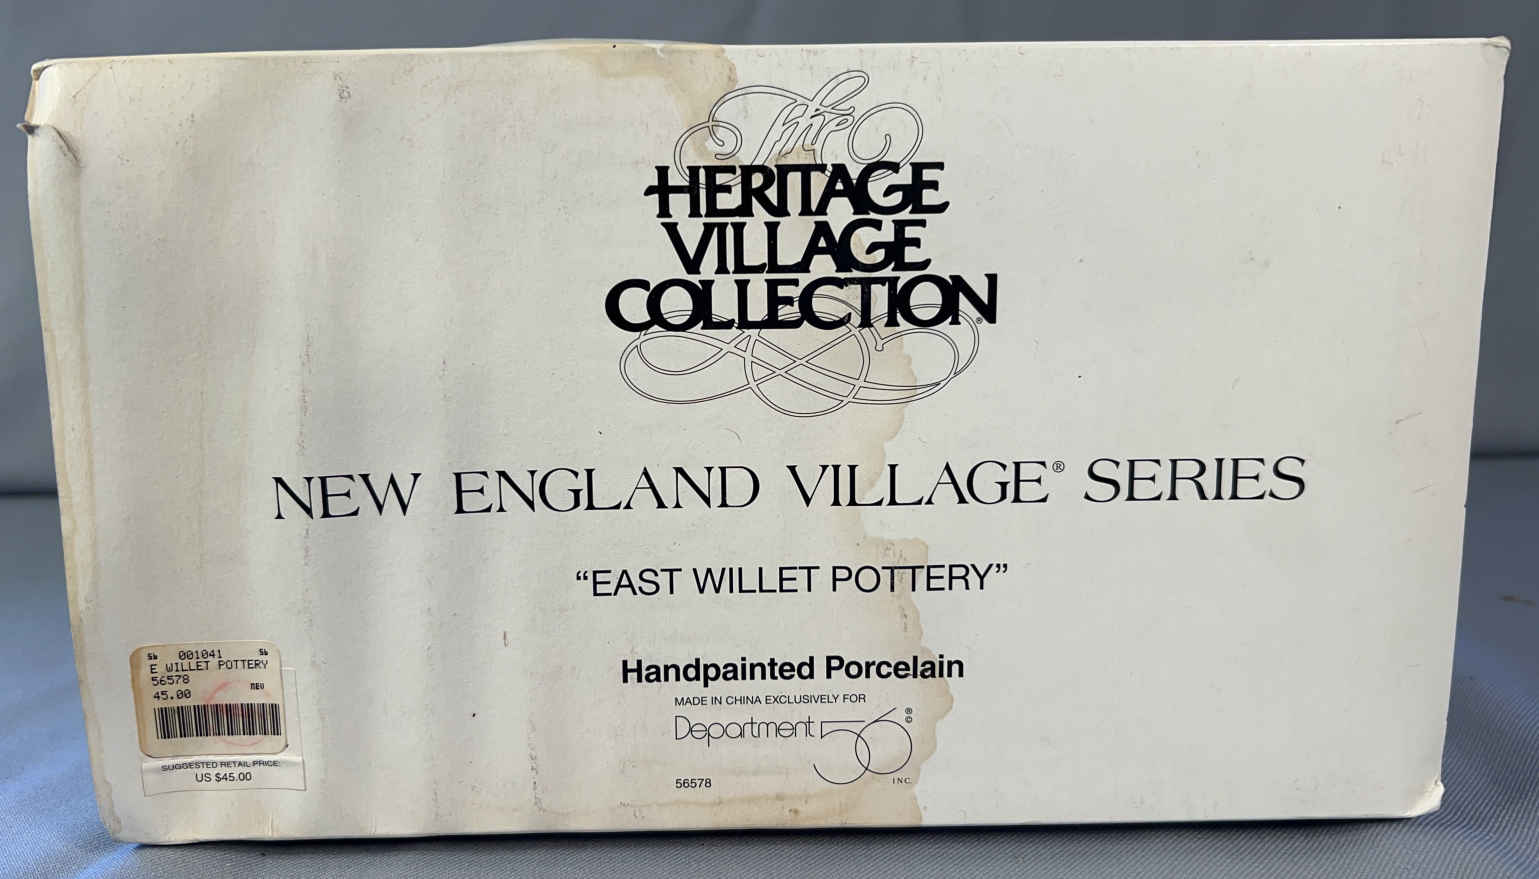 The
HERITAGE
VILLAGE
COLLECTION®
NEW ENGLAND VILLAGE® SERIES
“EAST WILLET POTTERY”
Handpainted Porcelain
MADE IN CHINA EXCLUSIVELY FOR
Department 56 ®©
INC.
56578
56 001041 56
E WILLET POTTERY
56578
45.00 NEU
SUGGESTED RETAIL PRICE:
US $45.00